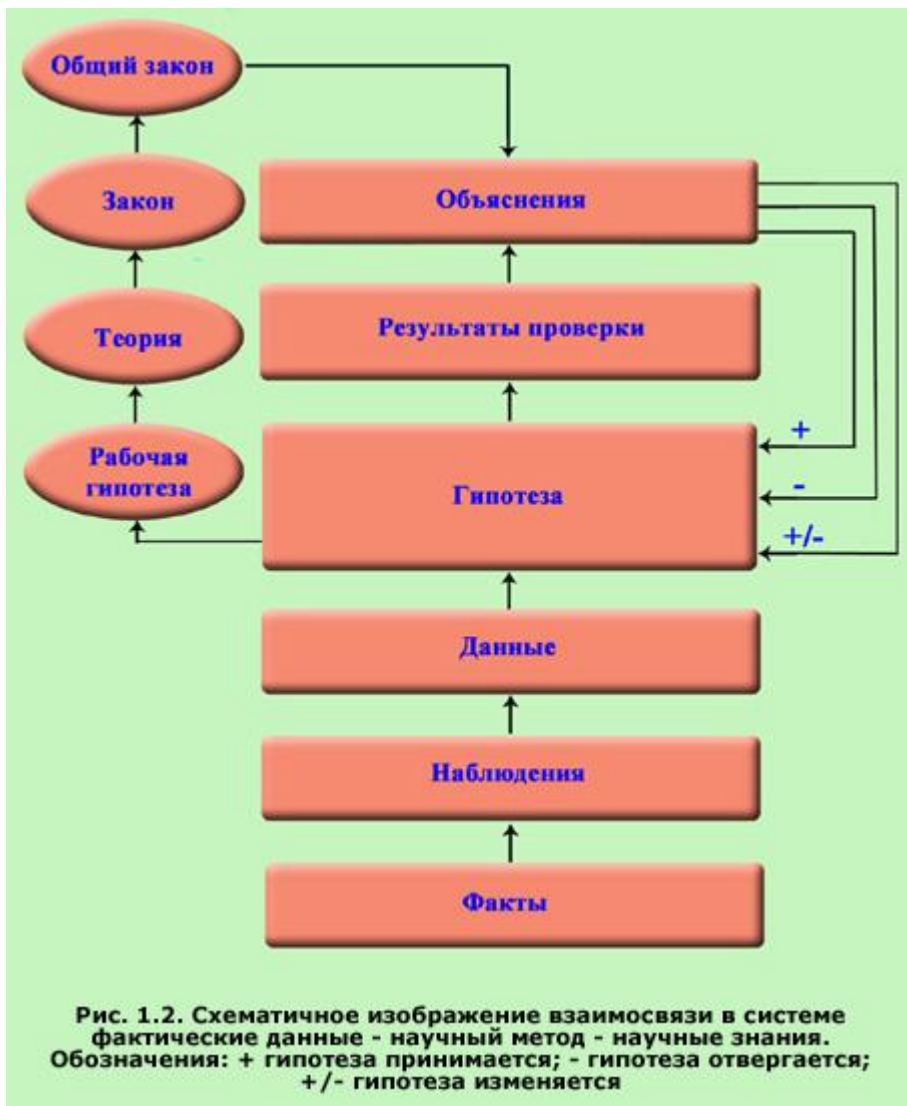 Общий закон
Закон
Теория
Рабочая
гипотеза
Объяснения
Результаты проверки
Гипотеза
+
-
+/-
Данные
Наблюдения
Факты
Рис. 1.2. Схематичное изображение взаимосвязи в системе
фактические данные - научный метод - научные знания.
Обозначения: + гипотеза принимается; - гипотеза отвергается;
+/- гипотеза изменяется